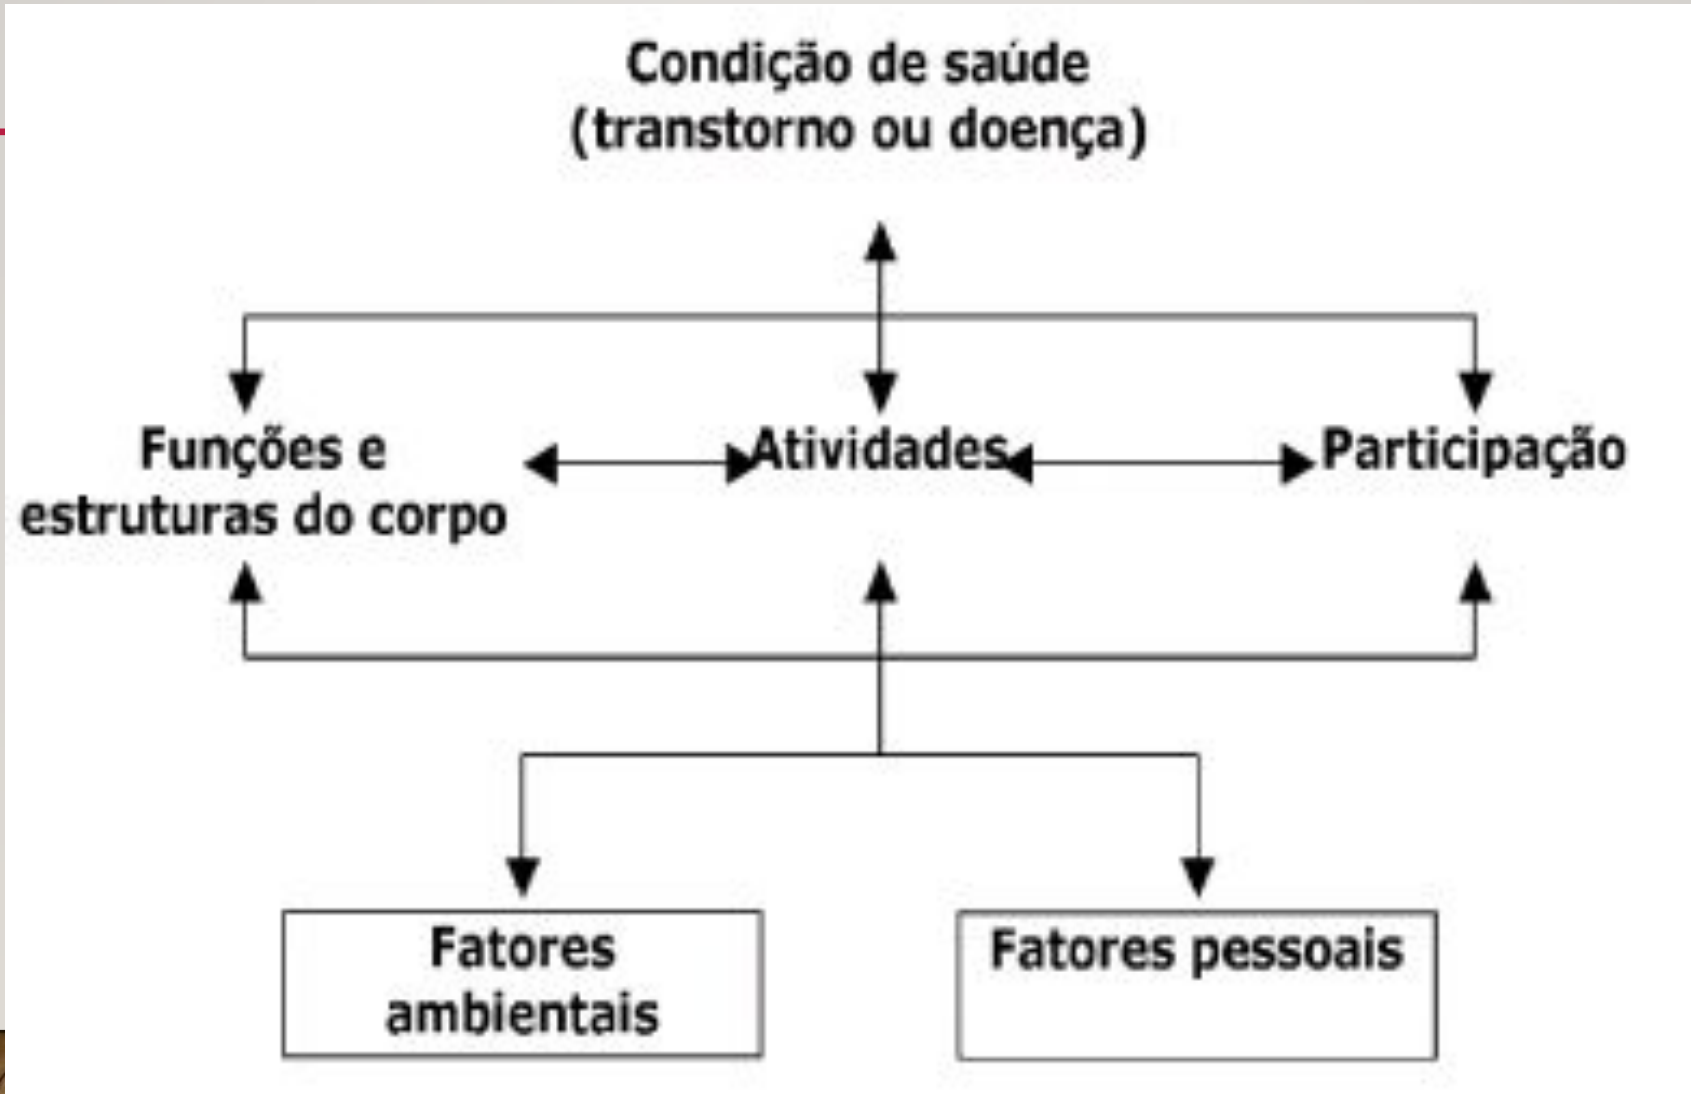 Condição de saúde
(transtorno ou doença)
Funções e
estruturas do corpo
Atividades
Participação
Fatores
ambientais
Fatores pessoais